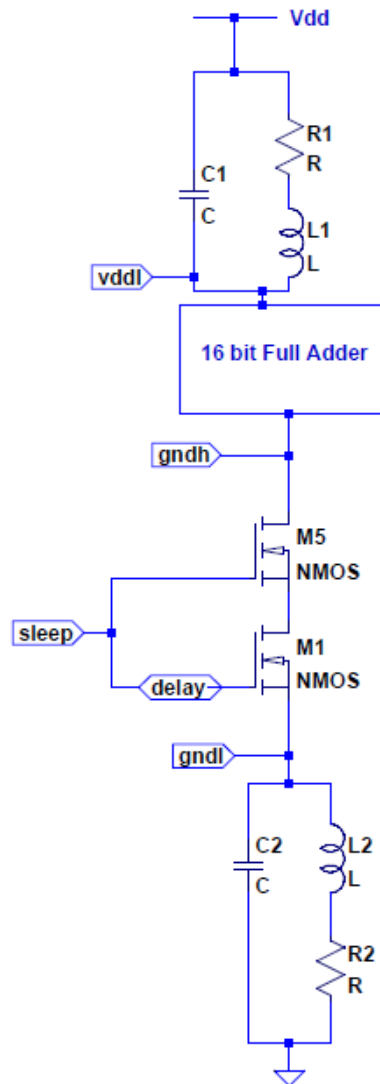 Vdd
R1
R
C1
C
L1
L
vddl
16 bit Full Adder
gndh
M5
NMOS
sleep
M1
NMOS
delay
gndl
C2
C
L2
L
R2
R